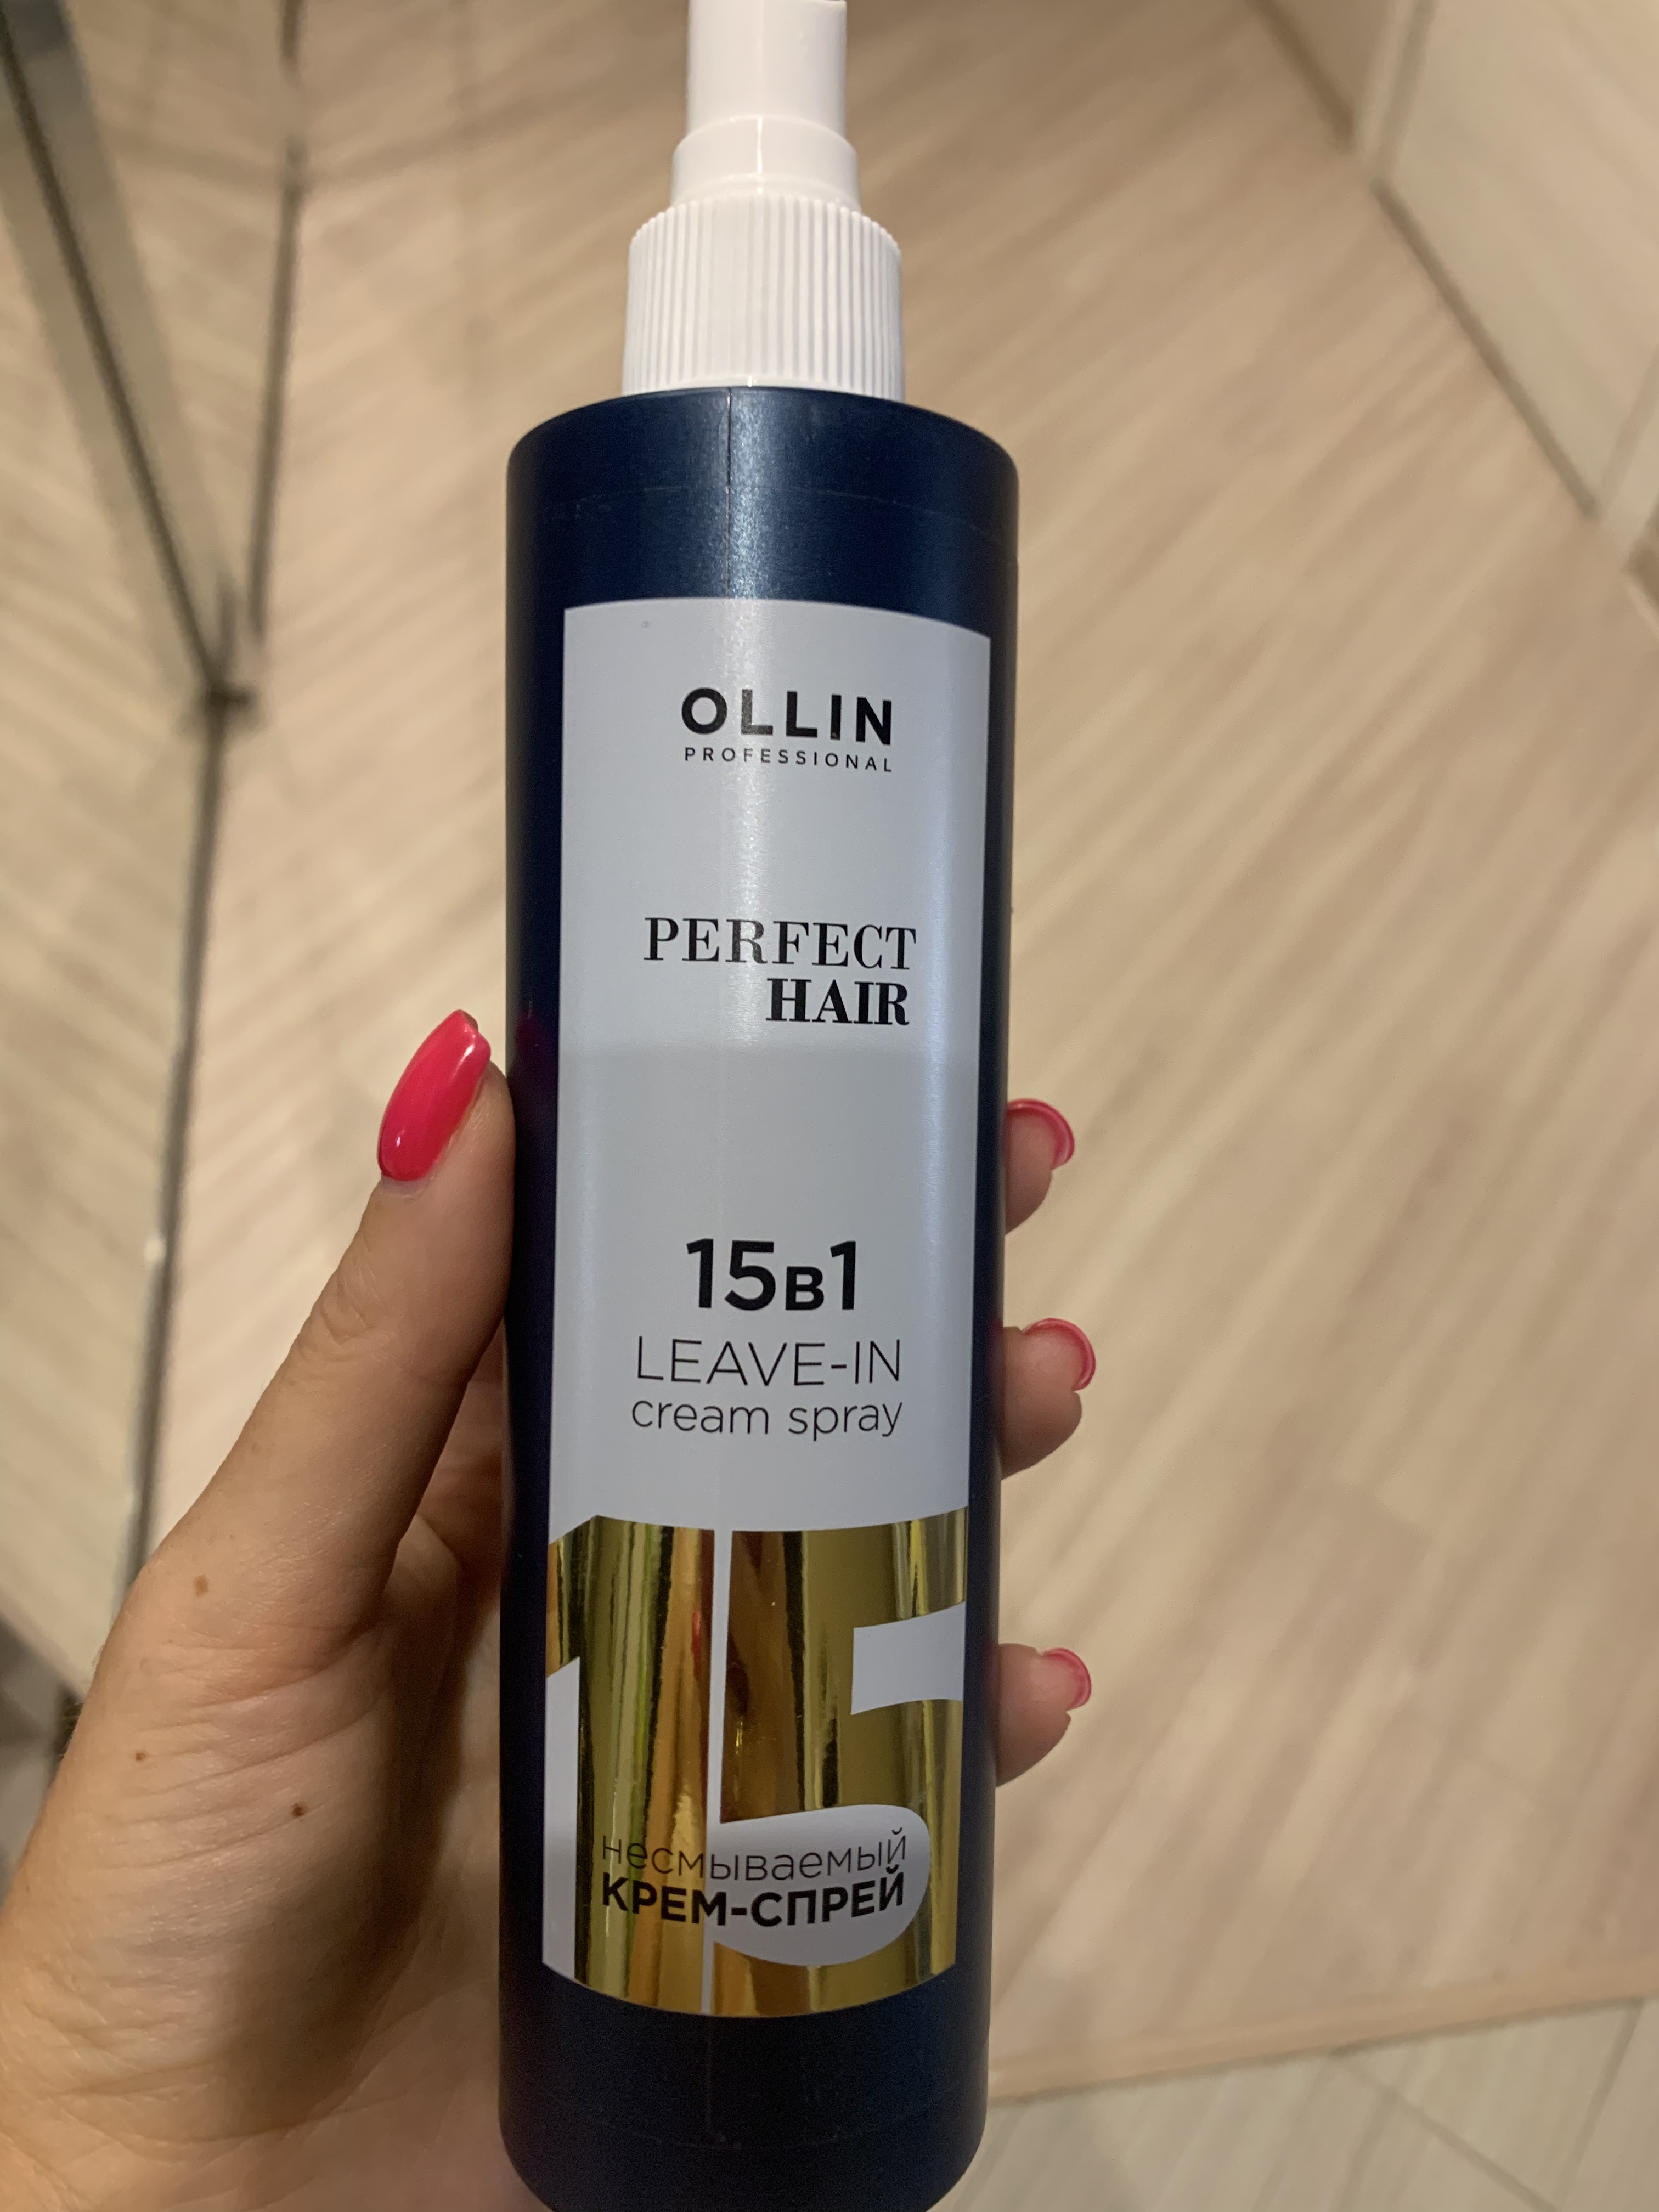 OLLIN
PROFESSIONAL
PERFECT
HAIR
15в1
LEAVE-IN
cream spray
15
несмываемый
КРЕМ-СПРЕЙ